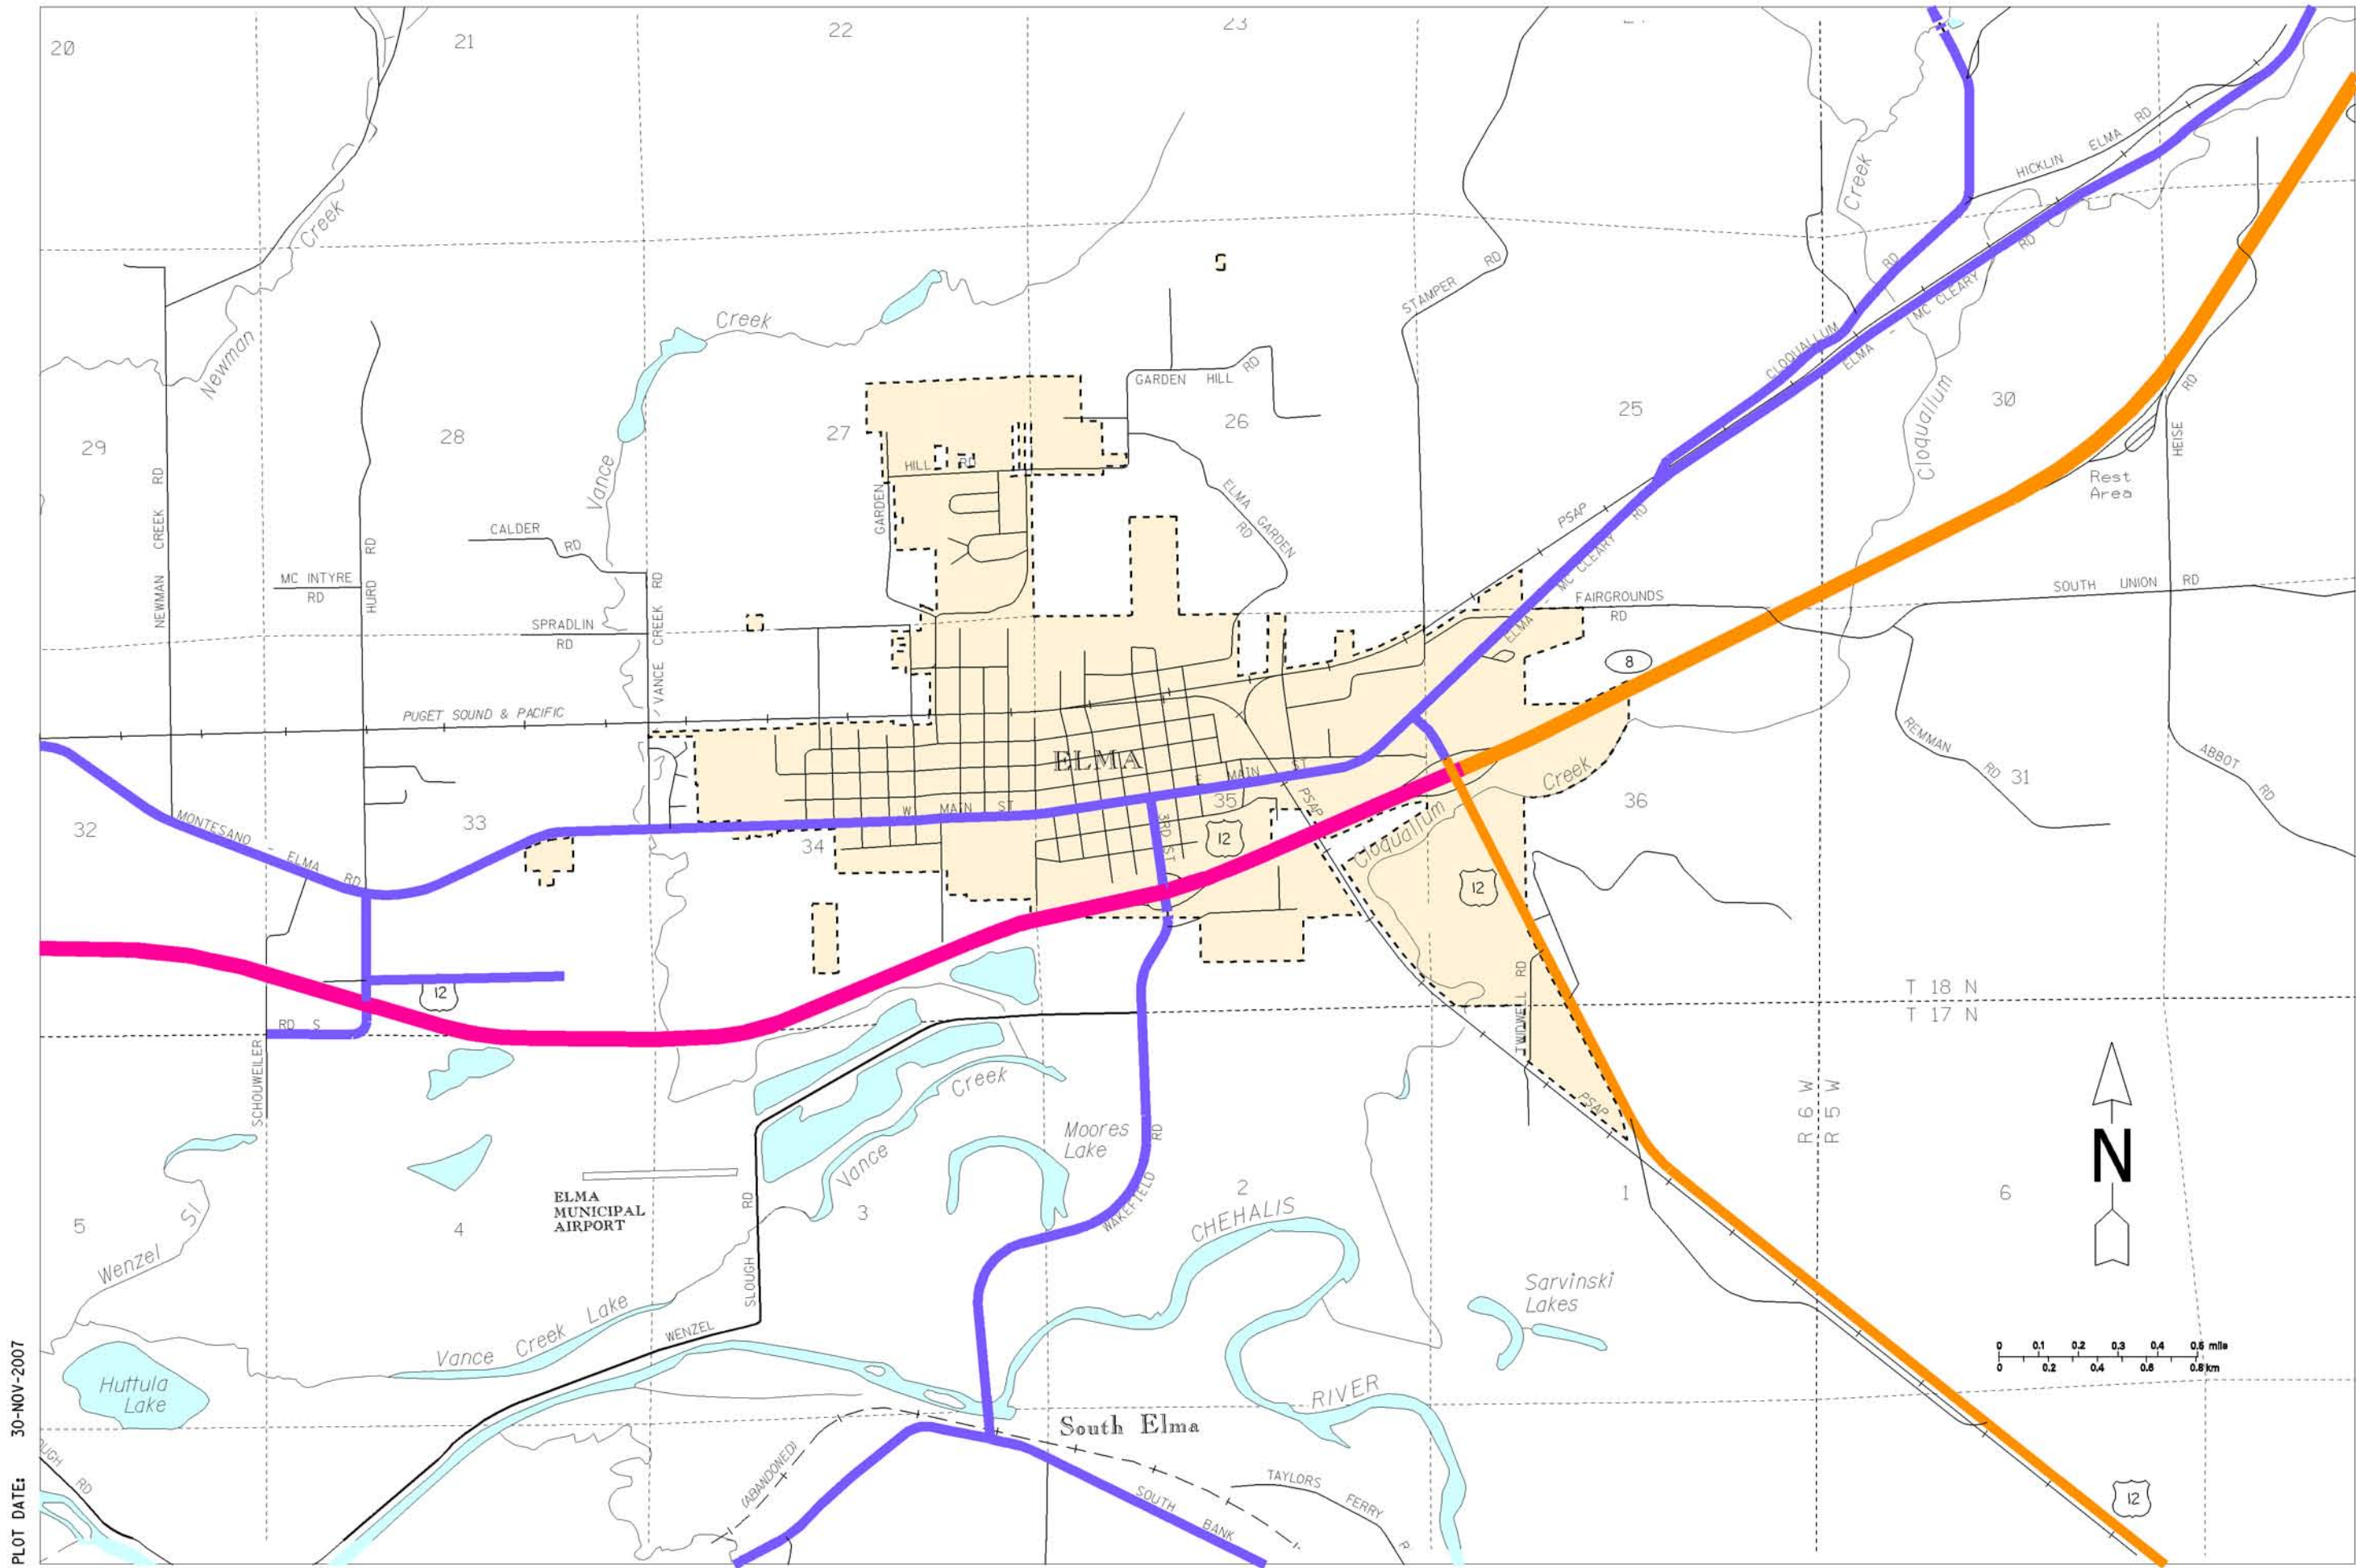 20
21
22
23
Creek
Creek
HICKLIN ELMA RD
RD
RD
STAMPER RD
Creek
Newman
CLOQUALLUM
ELMA - MC CLEARY
GARDEN HILL RD
RD
25
30
29
28
27
26
Cloquallum
HEISE
HILL RD
Vance
NEWMAN CREEK RD
Rest
Area
GARDEN
ELMA GARDEN
RD
PSAP
RD
CALDER
RD
HURD RD
MC INTYRE
RD
VANCE CREEK RD
ELMA - MC CLEARY
SOUTH UNION RD
FAIRGROUNDS
RD
SPRADLIN
RD
8
PUGET SOUND & PACIFIC
REMMAN
RD
ABBOT
RD
ELMA
E MAIN ST
Creek
31
W MAIN ST
35
PSAP
36
32
MONTESANO - ELMA RD
33
34
3RD ST
12
Cloquallum
12
12
TWIDWELL RD
T 18 N
T 17 N
RD S
SCHOUWEILER
Creek
PSAP
R 6 W
R 5 W
Moores
Lake
RD
N
Vance
ELMA
MUNICIPAL
AIRPORT
RD
WAKEFIELD
2
1
6
5
Sl
4
3
CHEHALIS
Wenzel
SLOUGH
Sarvinski
Lakes
Vance Creek Lake
WENZEL
0 0.1 0.2 0.3 0.4 0.5 mile
0 0.2 0.4 0.6 0.8 km
Huttula
Lake
RIVER
South Elma
(ABANDONED)
RD
TAYLORS
FERRY
SOUTH
BANK
12
PLOT DATE: 30-NOV-2007